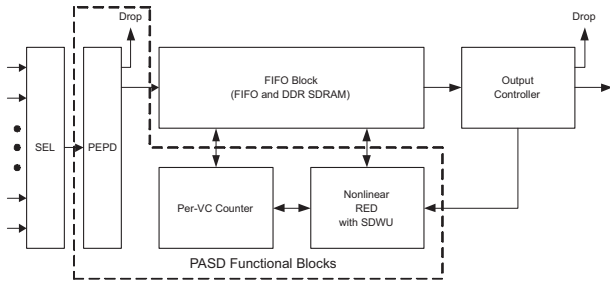 Drop
Drop
SEL
PEPD
FIFO Block
(FIFO and DDR SDRAM)
Output
Controller
Per-VC Counter
Nonlinear
RED
with SDWU
PASD Functional Blocks